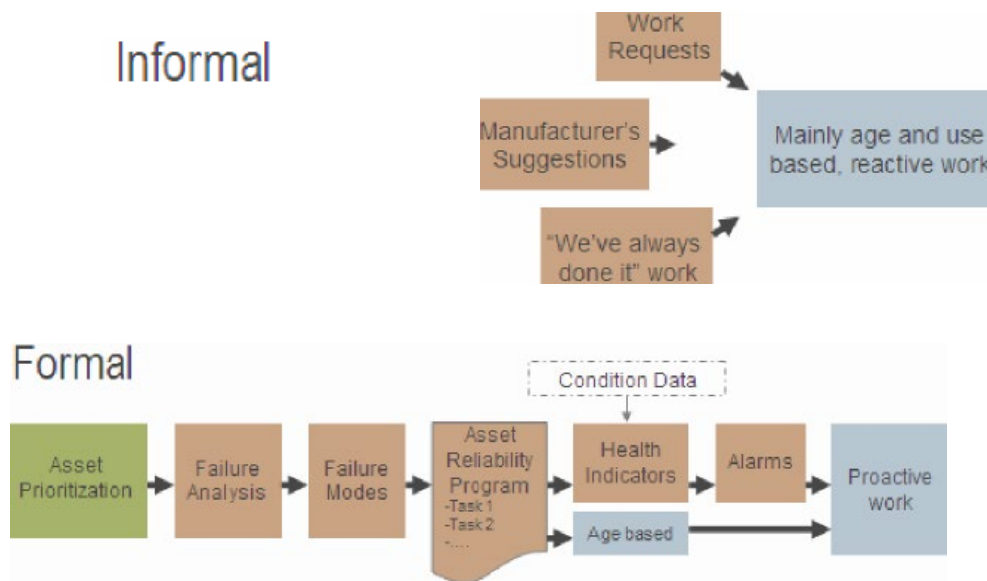 Informal
Work
Requests
Manufacturer's
Suggestions
"We've always
done it" work
Mainly age and use
based, reactive work
Formal
Condition Data
Asset
Prioritization
Failure
Analysis
Failure
Modes
Asset
Reliability
Program
-Task 1
-Task 2
-....
Health
Indicators
Alarms
Age based
Proactive
work